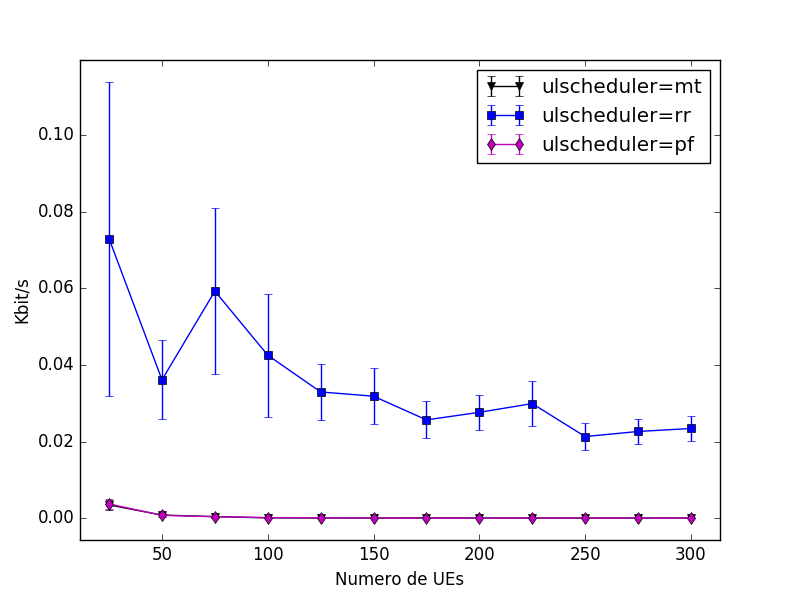 ulscheduler=mt
ulscheduler=rr
ulscheduler=pf
Kbit/s
0.10
0.08
0.06
0.04
0.02
0.00
50 100 150 200 250 300
Numero de UEs